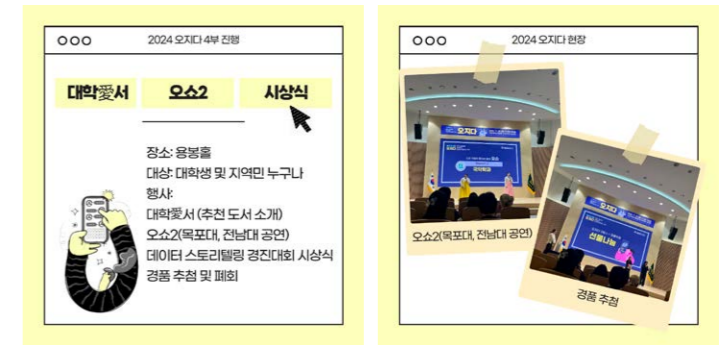 2024 오지다 4부 진행
대학愛서 오쇼2 시상식
장소: 용봉홀
대상: 대학생 및 지역민 누구나
행사:
대학愛서 (추천 도서 소개)
오쇼2(목포대, 전남대 공연)
데이터 스토리텔링 경진대회 시상식
경품 추첨 및 폐회
2024 오지다 현장
오지다
오쇼2(목포대, 전남대 공연)
선물나눔
경품 추첨